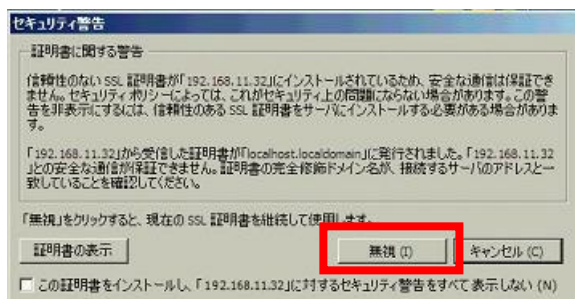 セキュリティ警告
証明書に関する警告
信頼性のない SSL 証明書が「192.168.11.32」にインストールされているため、安全な通信は保証でき
ません。セキュリティ ポリシーによっては、これがセキュリティ上の問題にならない場合があります。この警
告を非表示にするには、信頼性のある SSL 証明書をサーバにインストールする必要がある場合がありま
す。
「192.168.11.32」から受信した証明書が「localhost.localdomain」に発行されました。「192.168.11.32
」との安全な通信が保証できません。証明書の完全修飾ドメイン名が、接続するサーバのアドレスと一
致していることを確認してください。
「無視」をクリックすると、現在の SSL 証明書を継続して使用します。
証明書の表示
無視 (I)
キャンセル (C)
この証明書をインストールし、「192.168.11.32」に対するセキュリティ警告をすべて表示しない (N)